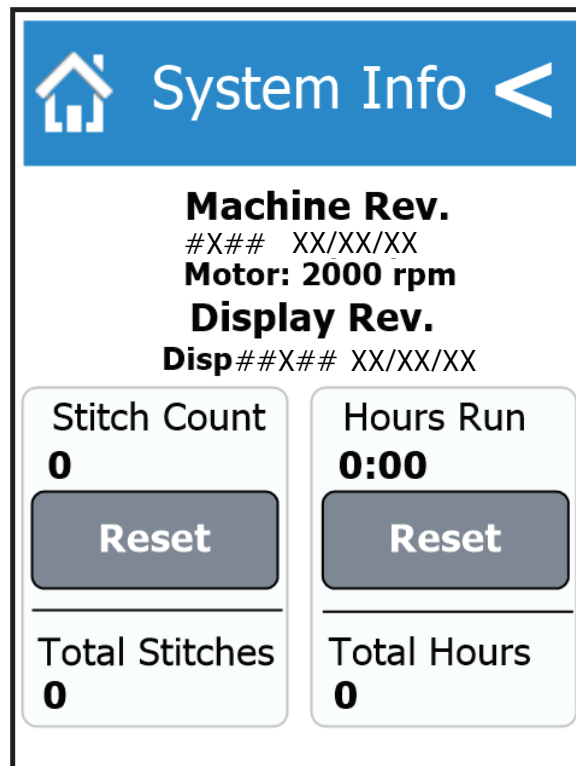 System Info <
Machine Rev.
#X## XX/XX/XX
Motor: 2000 rpm
Display Rev.
Disp##X## XX/XX/XX
Stitch Count
0
Reset
Total Stitches
0
Hours Run
0:00
Reset
Total Hours
0